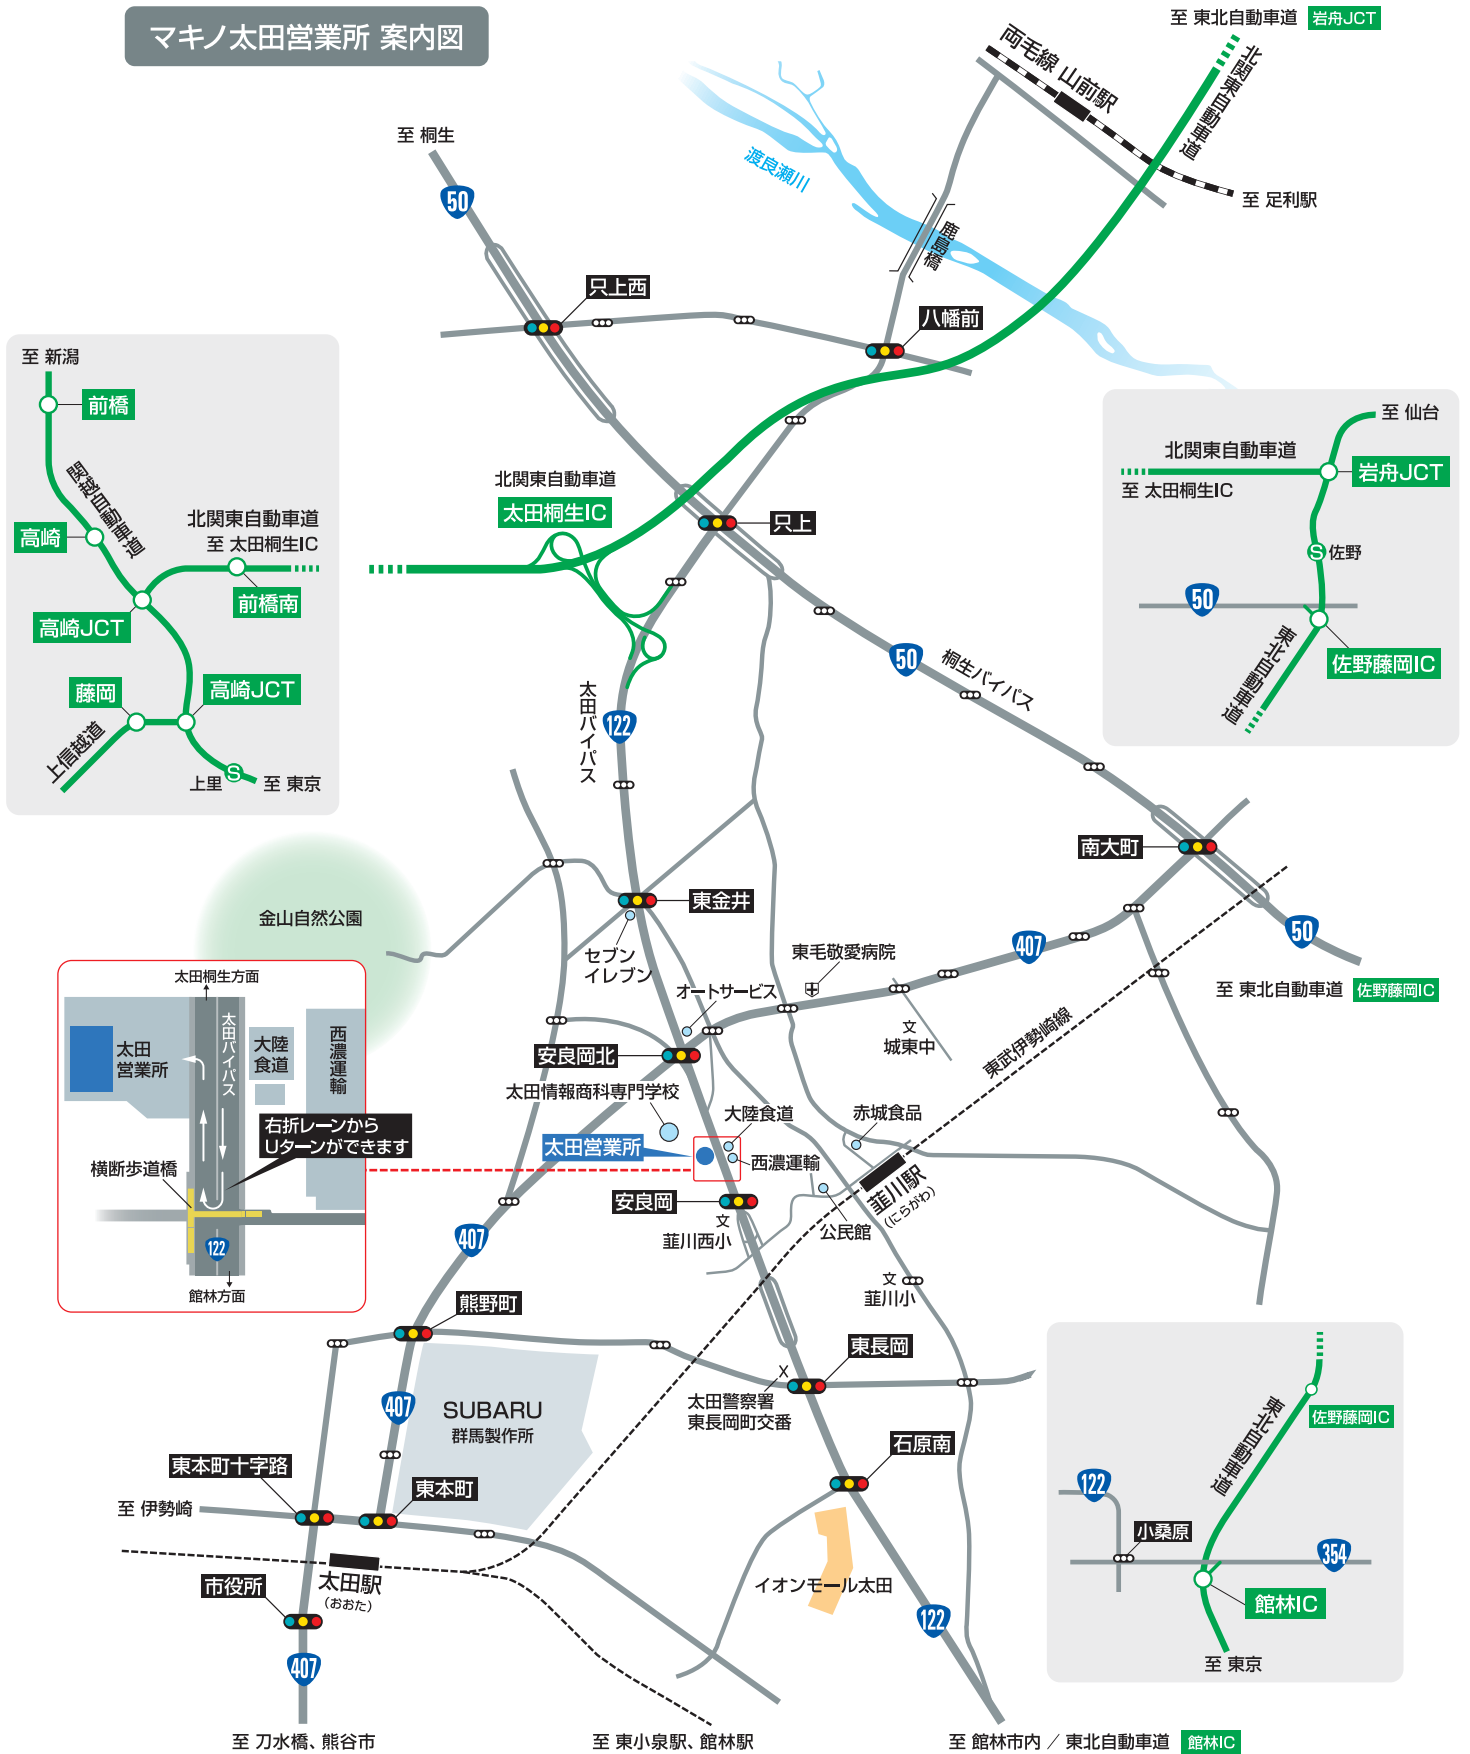 マキノ太田営業所 案内図
至 東北自動車道 岩舟JCT
北関東自動車道
両毛線 山前駅
至 足利駅
至 桐生
50
渡良瀬川
鹿島橋
只上西
八幡前
至 新潟
前橋
関越自動車道
高崎
北関東自動車道
至 太田桐生IC
前橋南
高崎JCT
藤岡
高崎JCT
上信越道
上里
S
至 東京
北関東自動車道
太田桐生IC
只上
至 仙台
北関東自動車道
岩舟JCT
至 太田桐生IC
S
佐野
50
佐野藤岡IC
東北自動車道
50
桐生バイパス
太田バイパス
122
南大町
50
至 東北自動車道 佐野藤岡IC
407
東金井
セブン
イレブン
東毛敬愛病院
オートサービス
文
城東中
東武伊勢崎線
金山自然公園
安良岡北
太田情報商科専門学校
太田営業所
大陸食道
西濃運輸
赤城食品
韮川駅
(にらがわ)
公民館
安良岡
文
韮川西小
文
韮川小
太田桐生方面
太田バイパス
太田
営業所
大陸
食道
西濃運輸
右折レーンから
Uターンができます
横断歩道橋
122
館林方面
407
熊野町
東長岡
X
太田警察署
東長岡町交番
407
SUBARU
群馬製作所
石原南
東本町十字路
東本町
至 伊勢崎
太田駅
(おおた)
市役所
407
イオンモール太田
122
佐野藤岡IC
東北自動車道
122
小桑原
354
館林IC
至 東京
至 刀水橋、熊谷市
至 東小泉駅、館林駅
至 館林市内 / 東北自動車道 館林IC